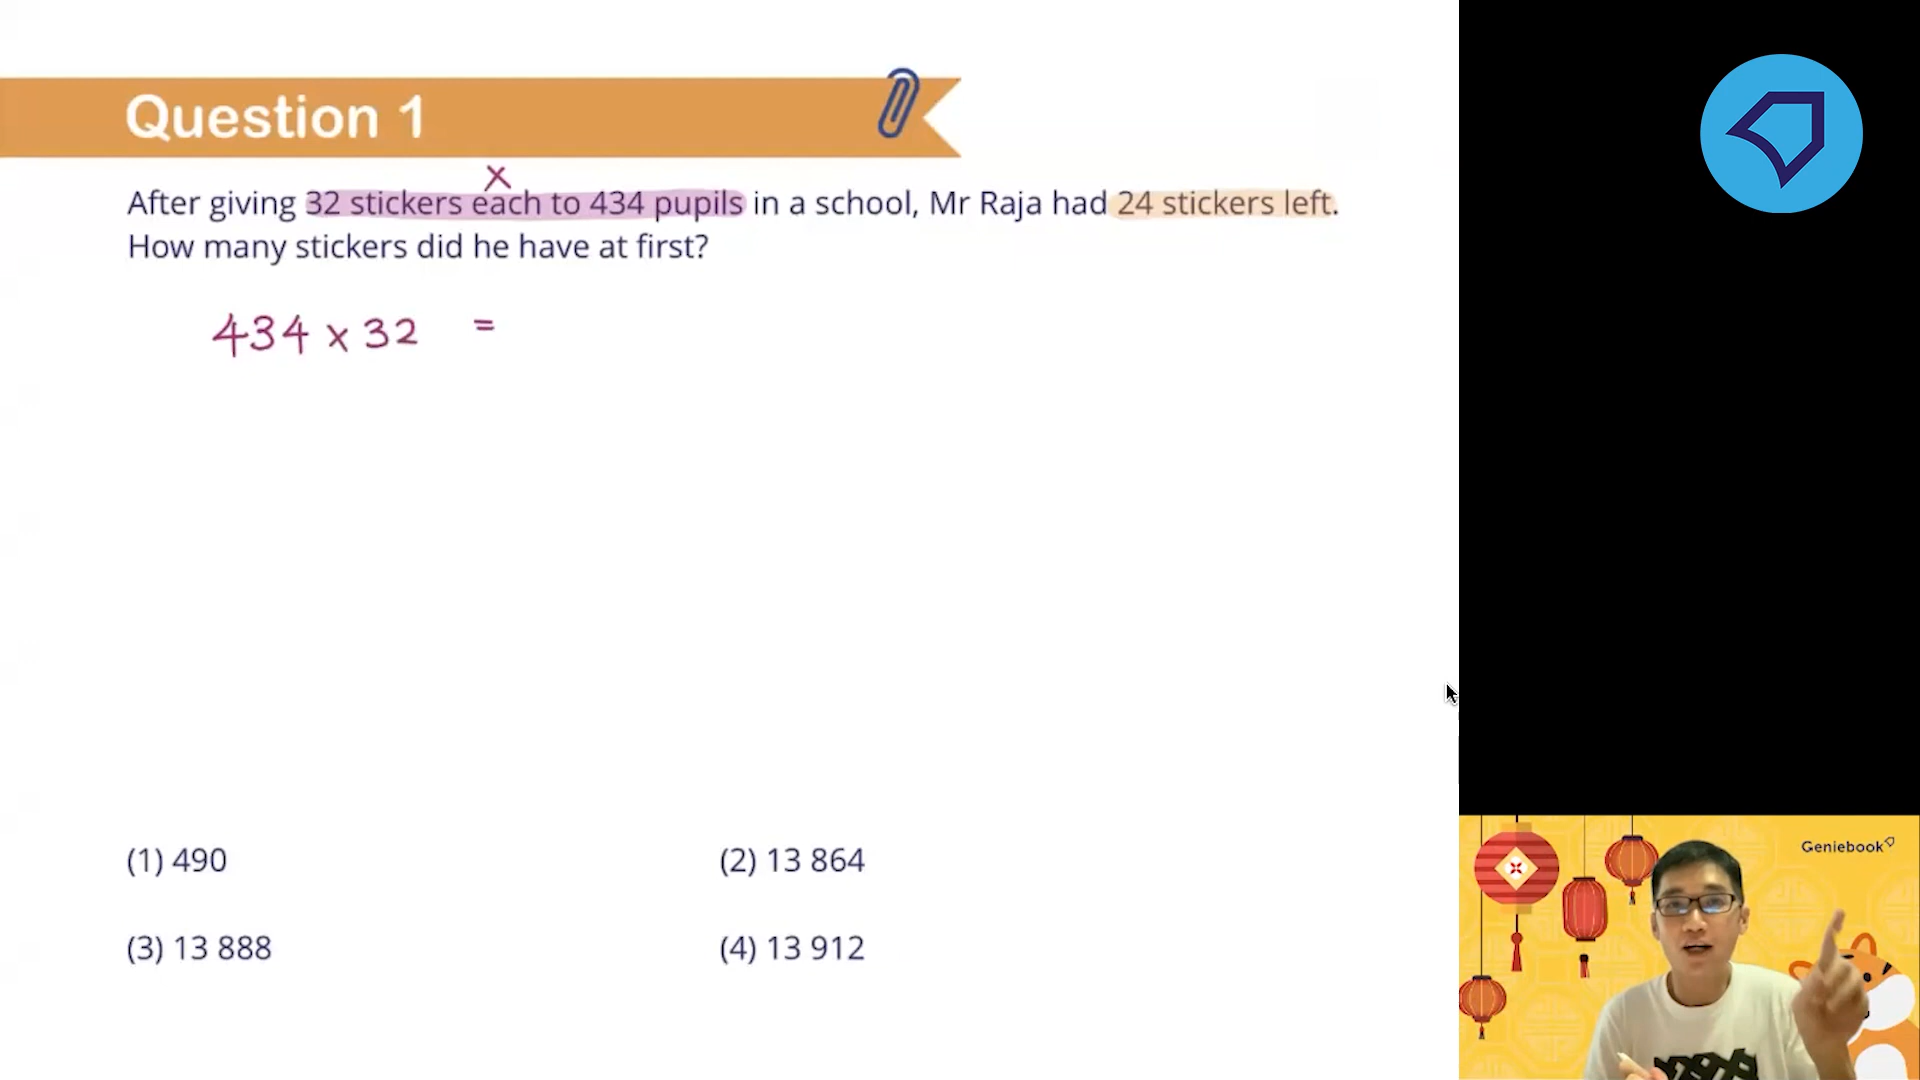 Question 1
×
After giving 32 stickers each to 434 pupils in a school, Mr Raja had 24 stickers left.
How many stickers did he have at first?
434 × 32 =
(1) 490
(2) 13 864
(3) 13 888
(4) 13 912
Geniebook